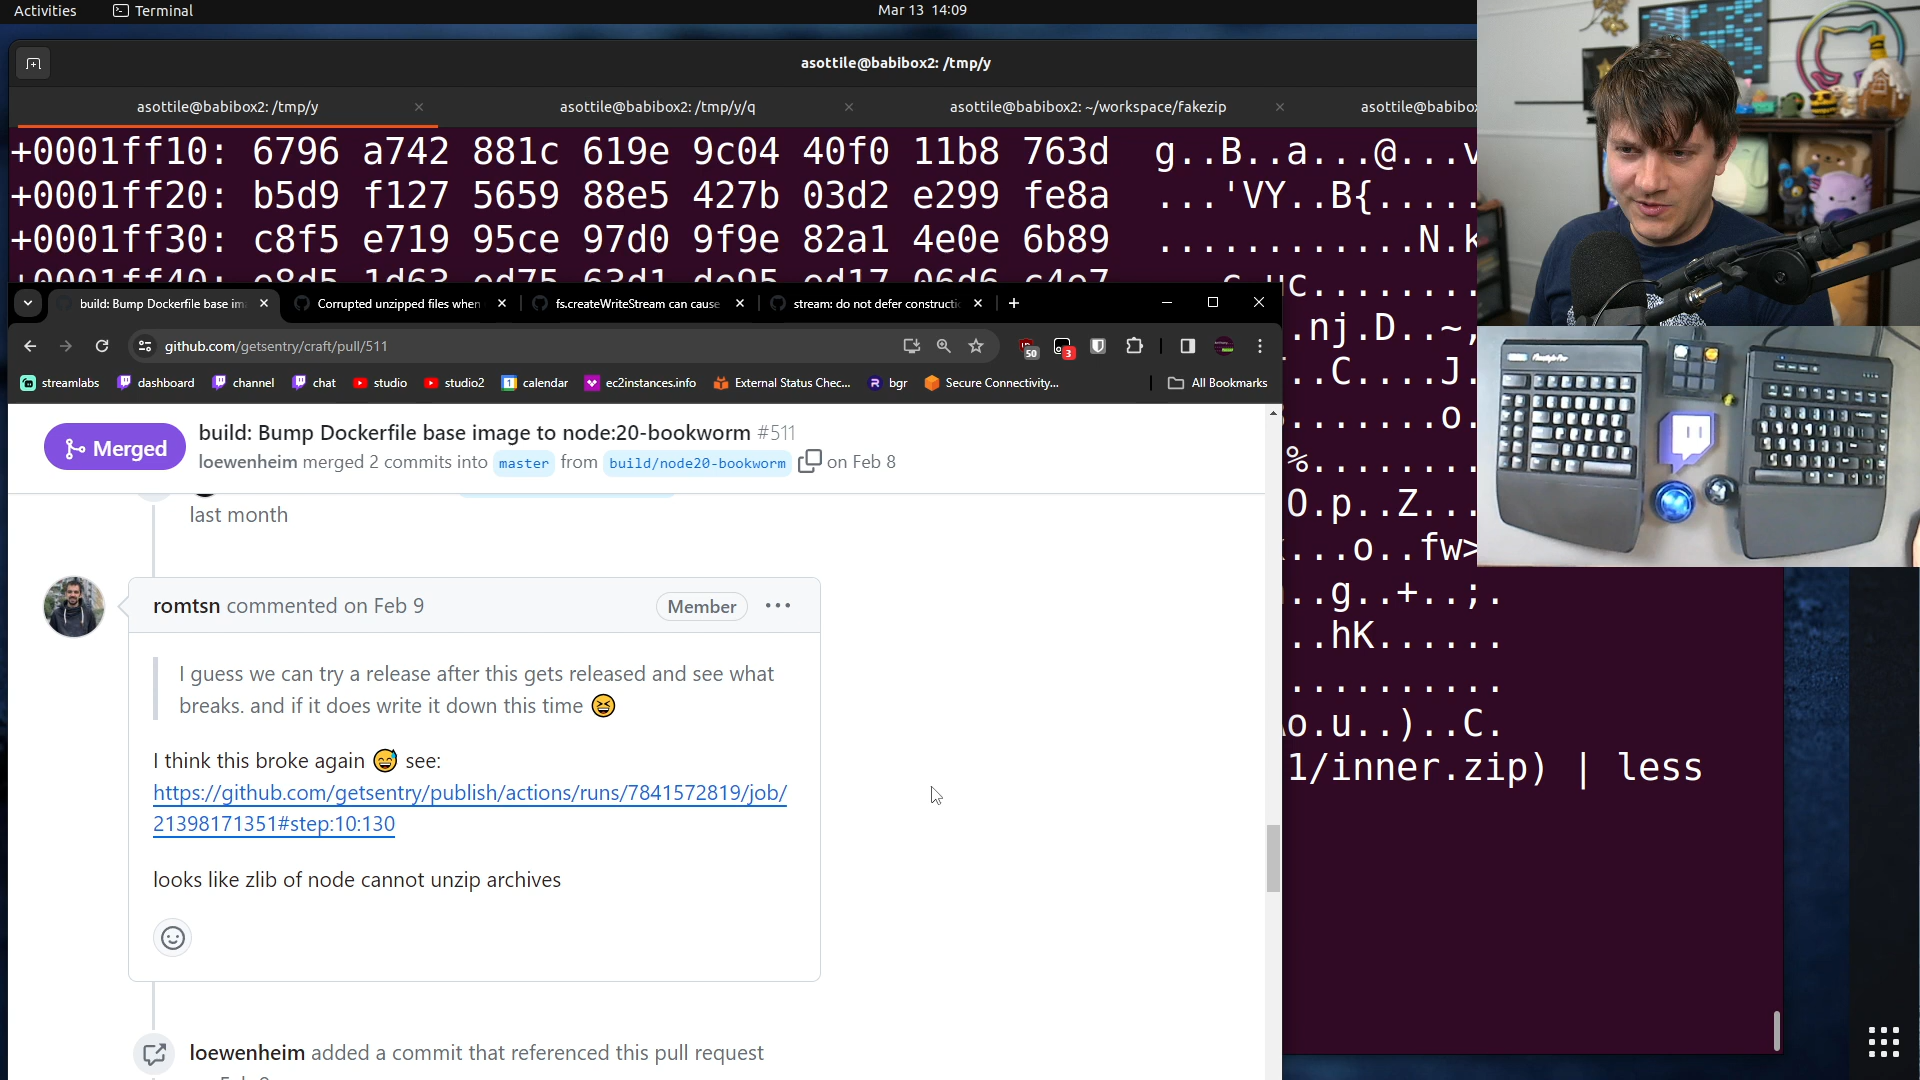 Activities
Terminal
Mar 13 14:09
asottile@babibox2: /tmp/y
asottile@babibox2: /tmp/y
asottile@babibox2: /tmp/y/q
asottile@babibox2: ~/workspace/fakezip
asottile@babibo
+0001ff10: 6796 a742 881c 619e 9c04 40f0 11b8 763d g..B..a...@...v
+0001ff20: b5d9 f127 5659 88e5 427b 03d2 e299 fe8a ...'VY..B{.....
+0001ff30: c8f5 e719 95ce 97d0 9f9e 82a1 4e0e 6b89 ............N.k
build: Bump Dockerfile base im
Corrupted unzipped files when
fs.createWriteStream can cause
stream: do not defer constructi
github.com/getsentry/craft/pull/511
50
3
streamlabs
dashboard
channel
chat
studio
studio2
calendar
ec2instances.info
External Status Chec...
bgr
Secure Connectivity...
All Bookmarks
Merged
build: Bump Dockerfile base image to node:20-bookworm #511
loewenheim merged 2 commits into master from build/node20-bookworm on Feb 8
last month
romtsn commented on Feb 9
Member
I guess we can try a release after this gets released and see what
breaks. and if it does write it down this time 😆
I think this broke again 😅 see:
https://github.com/getsentry/publish/actions/runs/7841572819/job/
21398171351#step:10:130
looks like zlib of node cannot unzip archives
loewenheim added a commit that referenced this pull request
uc........
.nj.D..~,
..C....J.
.......o.
%........
O.p..Z...
...o..fw>
..g..+..;.
..hK......
..........
o.u..)..C.
1/inner.zip) | less